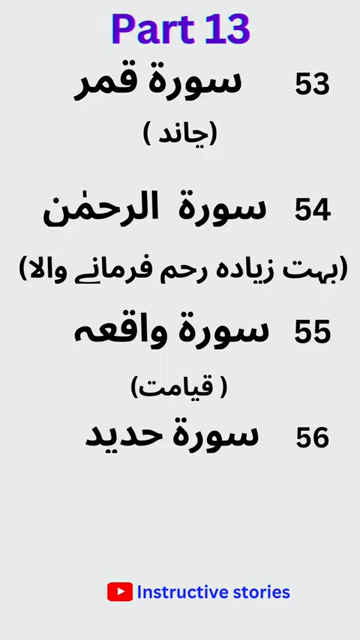 Part 13
53 سورۃ قمر
(چاند )
54 سورۃ الرحمٰن
(بہت زیادہ رحم فرمانے والا)
55 سورۃ واقعہ
( قیامت)
56 سورۃ حدید
Instructive stories